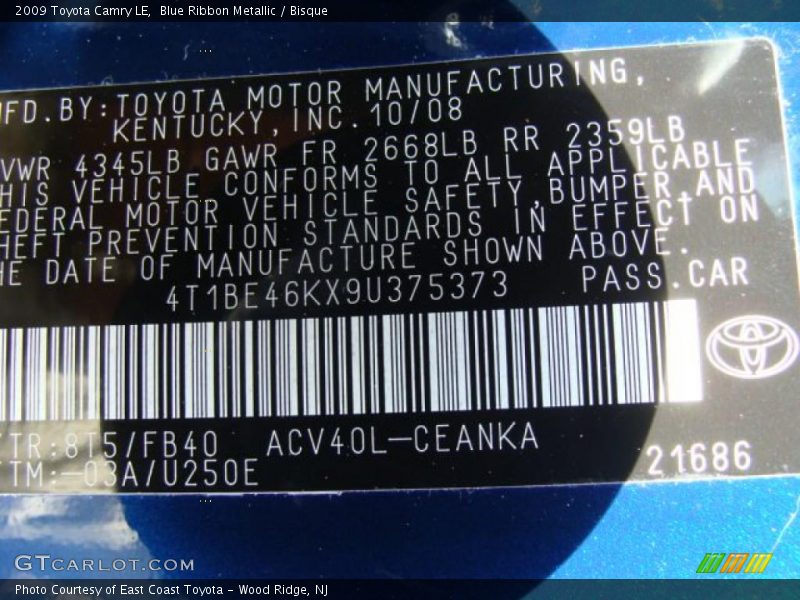 2009 Toyota Camry LE, Blue Ribbon Metallic / Bisque
MFD.BY:TOYOTA MOTOR MANUFACTURING,
KENTUCKY,INC.10/08
VWR 4345LB GAWR FR 2668LB RR 2359LB
HIS VEHICLE CONFORMS TO ALL APPLICABLE
EDERAL MOTOR VEHICLE SAFETY,BUMPER,AND
HEFT PREVENTION STANDARDS IN EFFECT ON
HE DATE OF MANUFACTURE SHOWN ABOVE.
4T1BE46KX9U375373 PASS.CAR
TR:8T5/FB40 ACV40L-CEANKA
TM:-03A/U250E
21686
GTCARLOT.COM
Photo Courtesy of East Coast Toyota - Wood Ridge, NJ